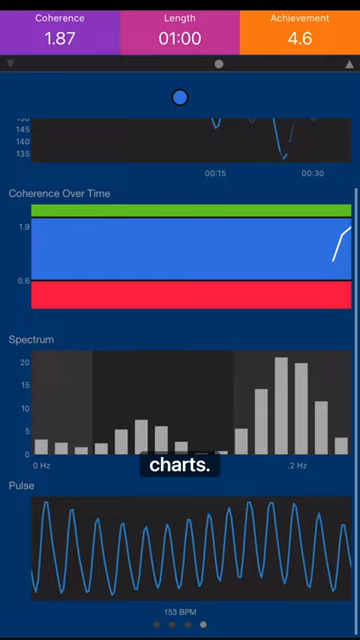 Coherence Length Achievement
1.87 01:00 4.6
150
145
140
135
00:15 00:30
Coherence Over Time
1.9
0.6
Spectrum
20
15
10
5
0
0 Hz .2 Hz
charts.
Pulse
153 BPM